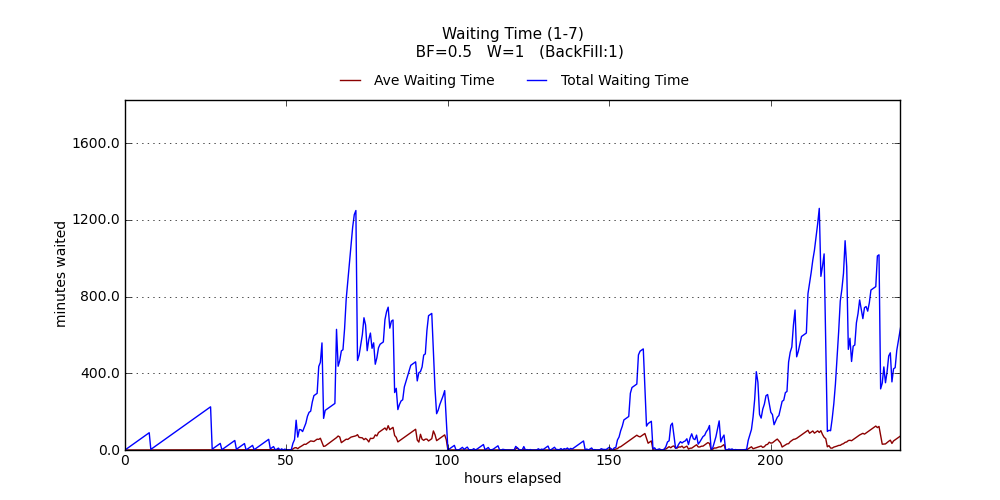 Waiting Time (1-7)
BF=0.5 W=1 (BackFill:1)
Ave Waiting Time
Total Waiting Time
1600.0
1200.0
800.0
400.0
0.0
minutes waited
0 50 100 150 200
hours elapsed